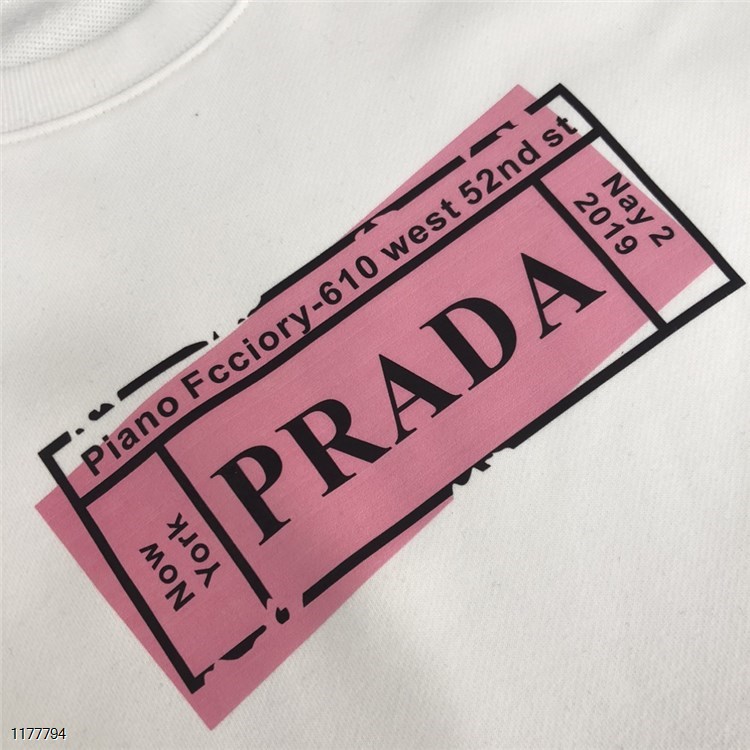 Piano Fcciory-610 west 52nd st
Now
York
PRADA
Nay 2
2019
1177794